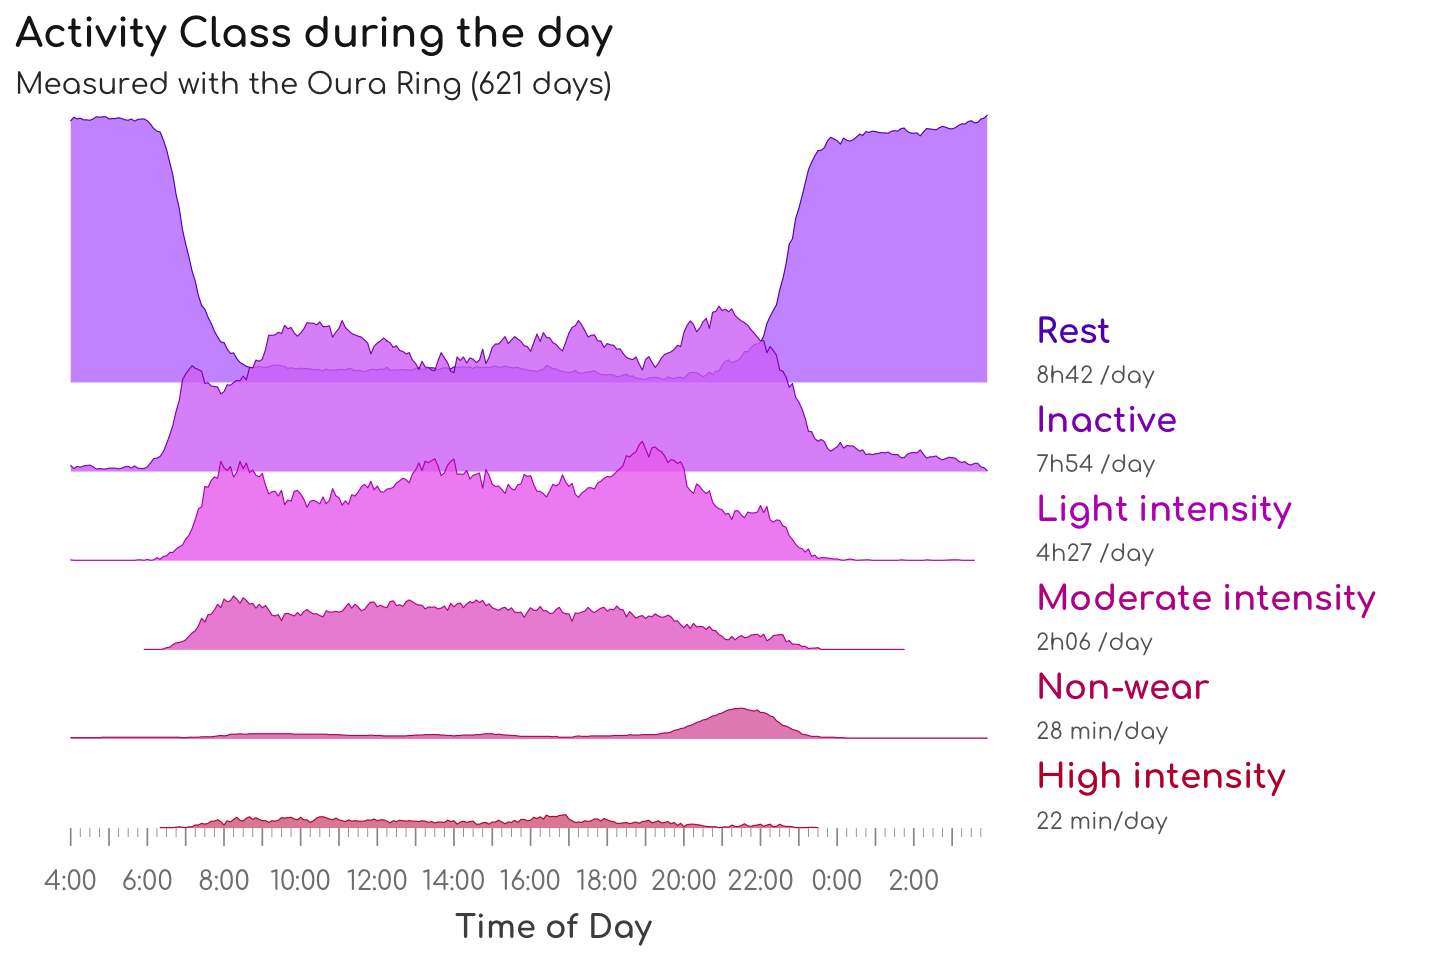 Activity Class during the day
Measured with the Oura Ring (621 days)
Rest
8h42 /day
Inactive
7h54 /day
Light intensity
4h27 /day
Moderate intensity
2h06 /day
Non-wear
28 min/day
High intensity
22 min/day
4:00 6:00 8:00 10:00 12:00 14:00 16:00 18:00 20:00 22:00 0:00 2:00
Time of Day